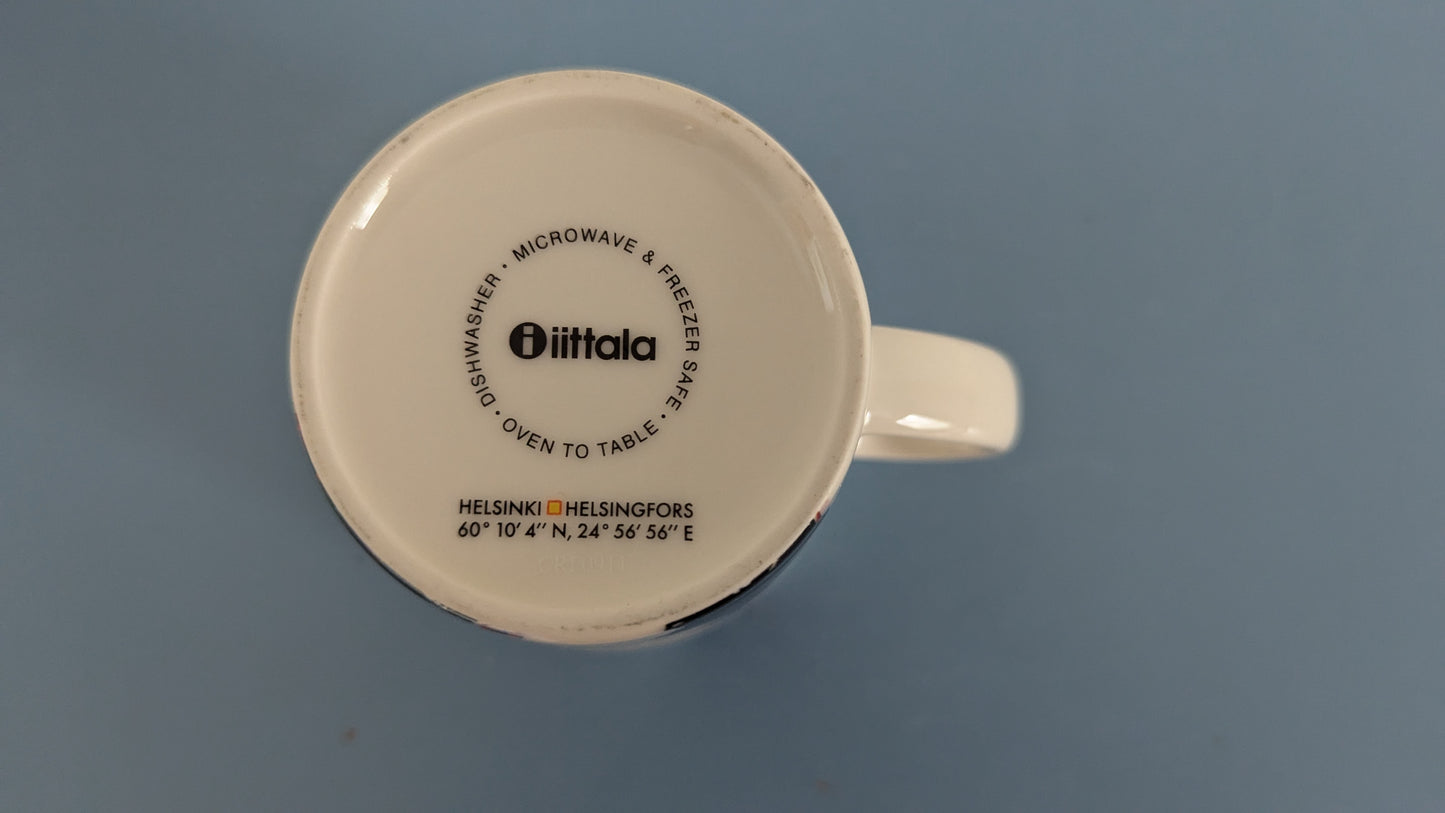 • MICROWAVE & FREEZER SAFE • OVEN TO TABLE • DISHWASHER
i iittala
HELSINKI HELSINGFORS
60° 10′ 4′′ N, 24° 56′ 56′′ E